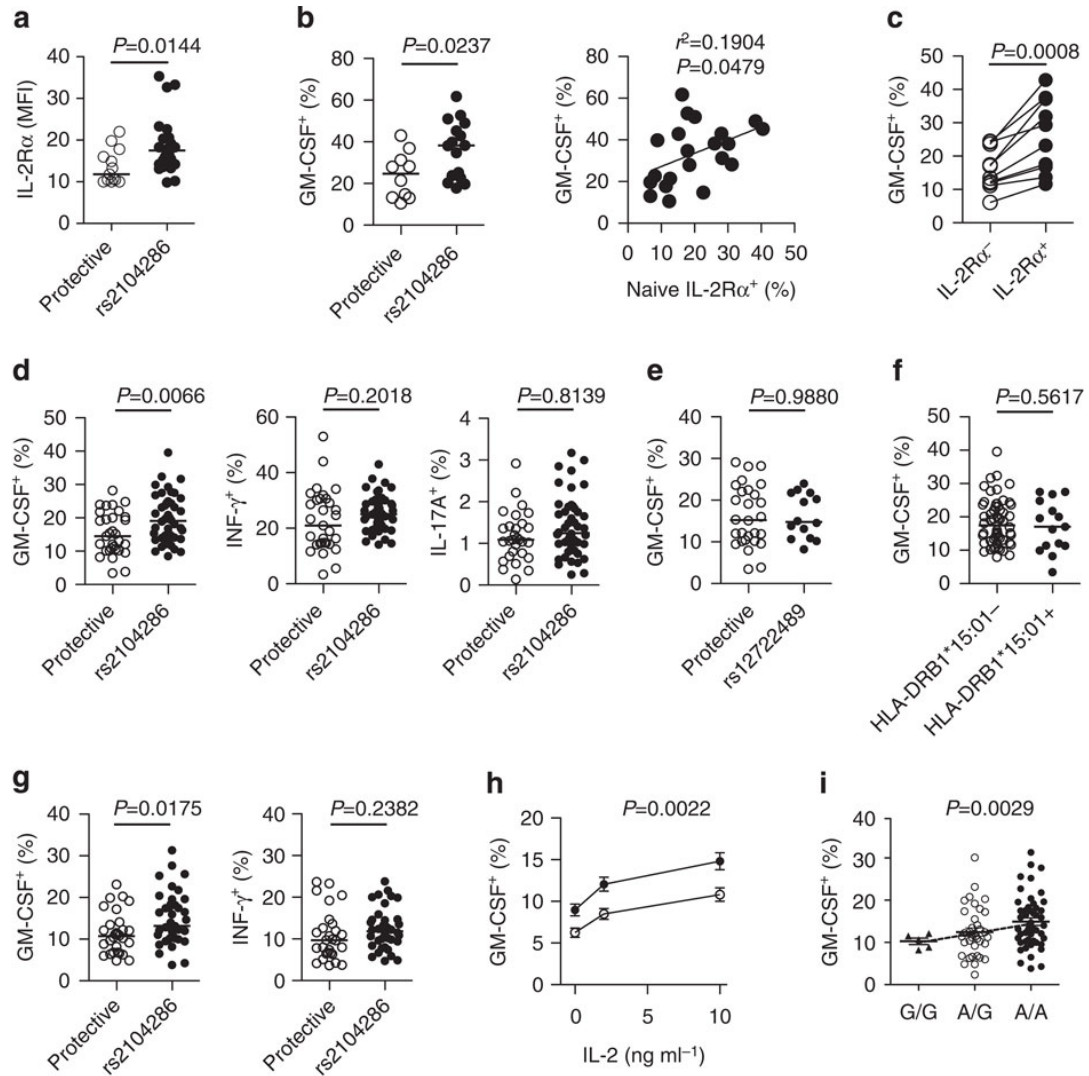 a
P=0.0144
IL-2Rα (MFI)
40
30
20
10
0
Protective
rs2104286
b
P=0.0237
GM-CSF+ (%)
80
60
40
20
0
Protective
rs2104286
r2=0.1904
P=0.0479
GM-CSF+ (%)
80
60
40
20
0
0 10 20 30 40 50
Naive IL-2Rα+ (%)
c
P=0.0008
GM-CSF+ (%)
50
40
30
20
10
0
IL-2Rα−
IL-2Rα+
d
P=0.0066
GM-CSF+ (%)
50
40
30
20
10
0
Protective
rs2104286
P=0.2018
INF-γ+ (%)
60
40
20
0
Protective
rs2104286
P=0.8139
IL-17A+ (%)
4
3
2
1
0
Protective
rs2104286
e
P=0.9880
GM-CSF+ (%)
40
30
20
10
0
Protective
rs12722489
f
P=0.5617
GM-CSF+ (%)
50
40
30
20
10
0
HLA-DRB1*15:01−
HLA-DRB1*15:01+
g
P=0.0175
GM-CSF+ (%)
40
30
20
10
0
Protective
rs2104286
P=0.2382
INF-γ+ (%)
40
30
20
10
0
Protective
rs2104286
h
P=0.0022
GM-CSF+ (%)
20
15
10
5
0
0 5 10
IL-2 (ng ml−1)
i
P=0.0029
GM-CSF+ (%)
40
30
20
10
0
G/G A/G A/A